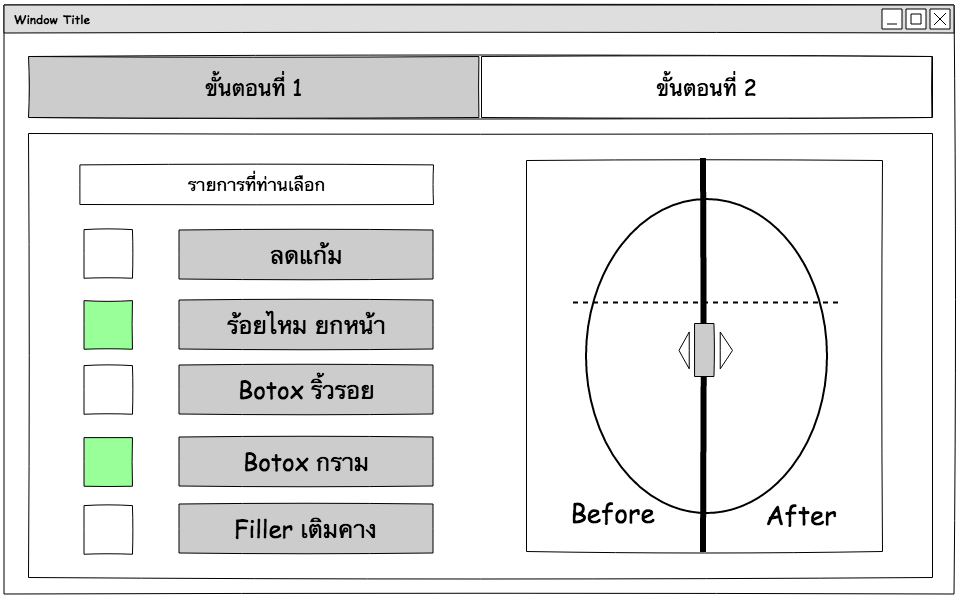 Window Title
ขั้นตอนที่ 1
ขั้นตอนที่ 2
รายการที่ท่านเลือก
ลดแก้ม
ร้อยไหม ยกหน้า
Botox ริ้วรอย
Botox กราม
Filler เติมคาง
Before
After